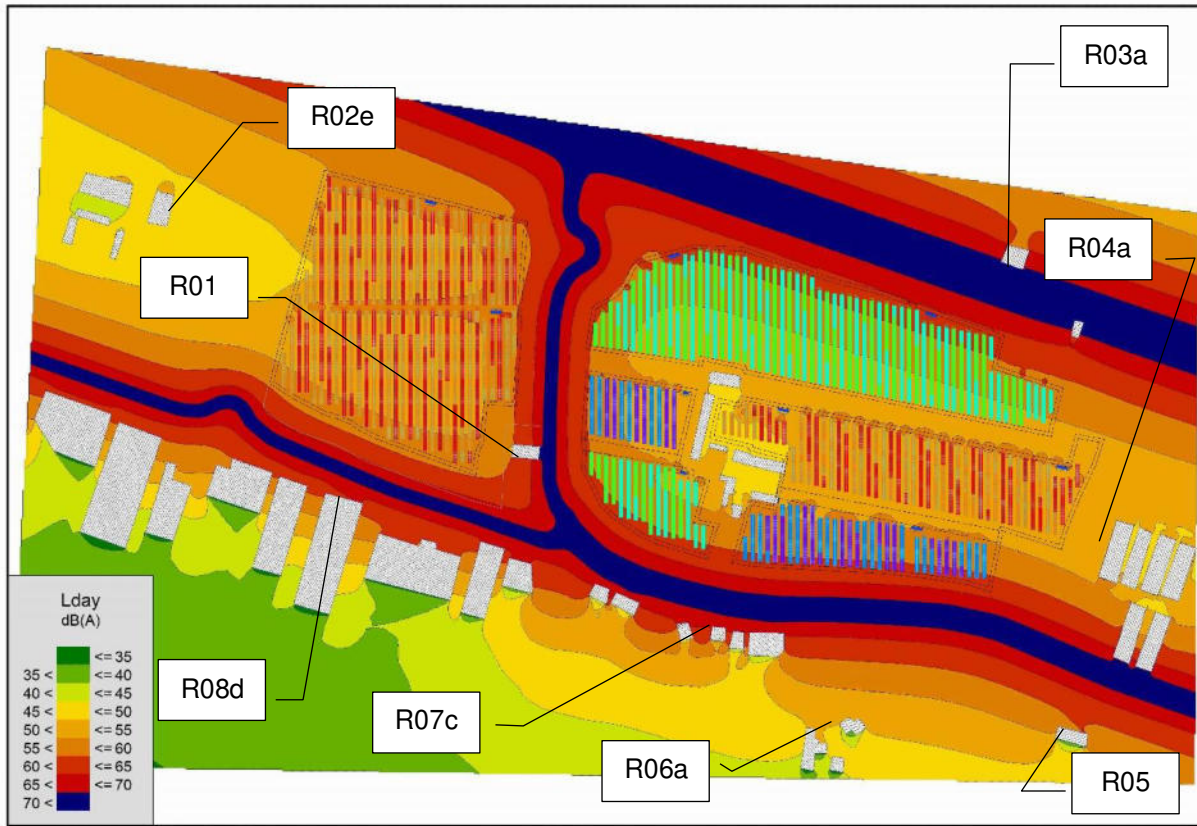 R03a
R02e
R04a
R01
R08d
R07c
R06a
R05
Lday
dB(A)
<= 35
35 < <= 40
40 < <= 45
45 < <= 50
50 < <= 55
55 < <= 60
60 < <= 65
65 < <= 70
70 <